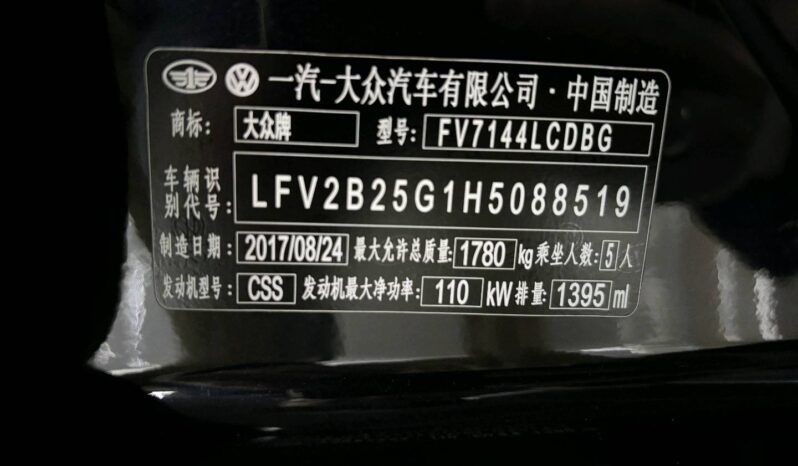 一汽-大众汽车有限公司·中国制造
商标: 大众牌 型号: FV7144LCDBG
车辆识别代号: LFV2B25G1H5088519
制造日期: 2017/08/24 最大允许总质量: 1780 kg 乘坐人数: 5 人
发动机型号: CSS 发动机最大净功率: 110 kW 排量: 1395 ml